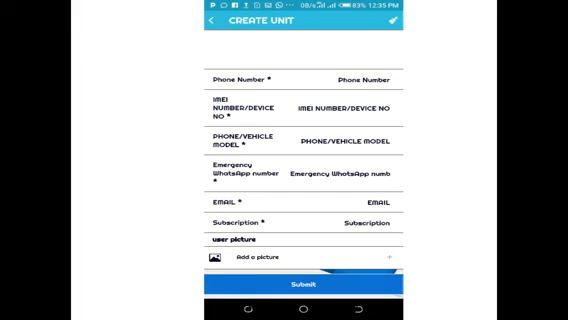 0B/s 83% 12:35 PM
CREATE UNIT
Phone Number * Phone Number
IMEI
NUMBER/DEVICE
NO * IMEI NUMBER/DEVICE NO
PHONE/VEHICLE
MODEL * PHONE/VEHICLE MODEL
Emergency
WhatsApp number
* Emergency WhatsApp numb
EMAIL * EMAIL
Subscription * Subscription
user picture
Add a picture +
Submit